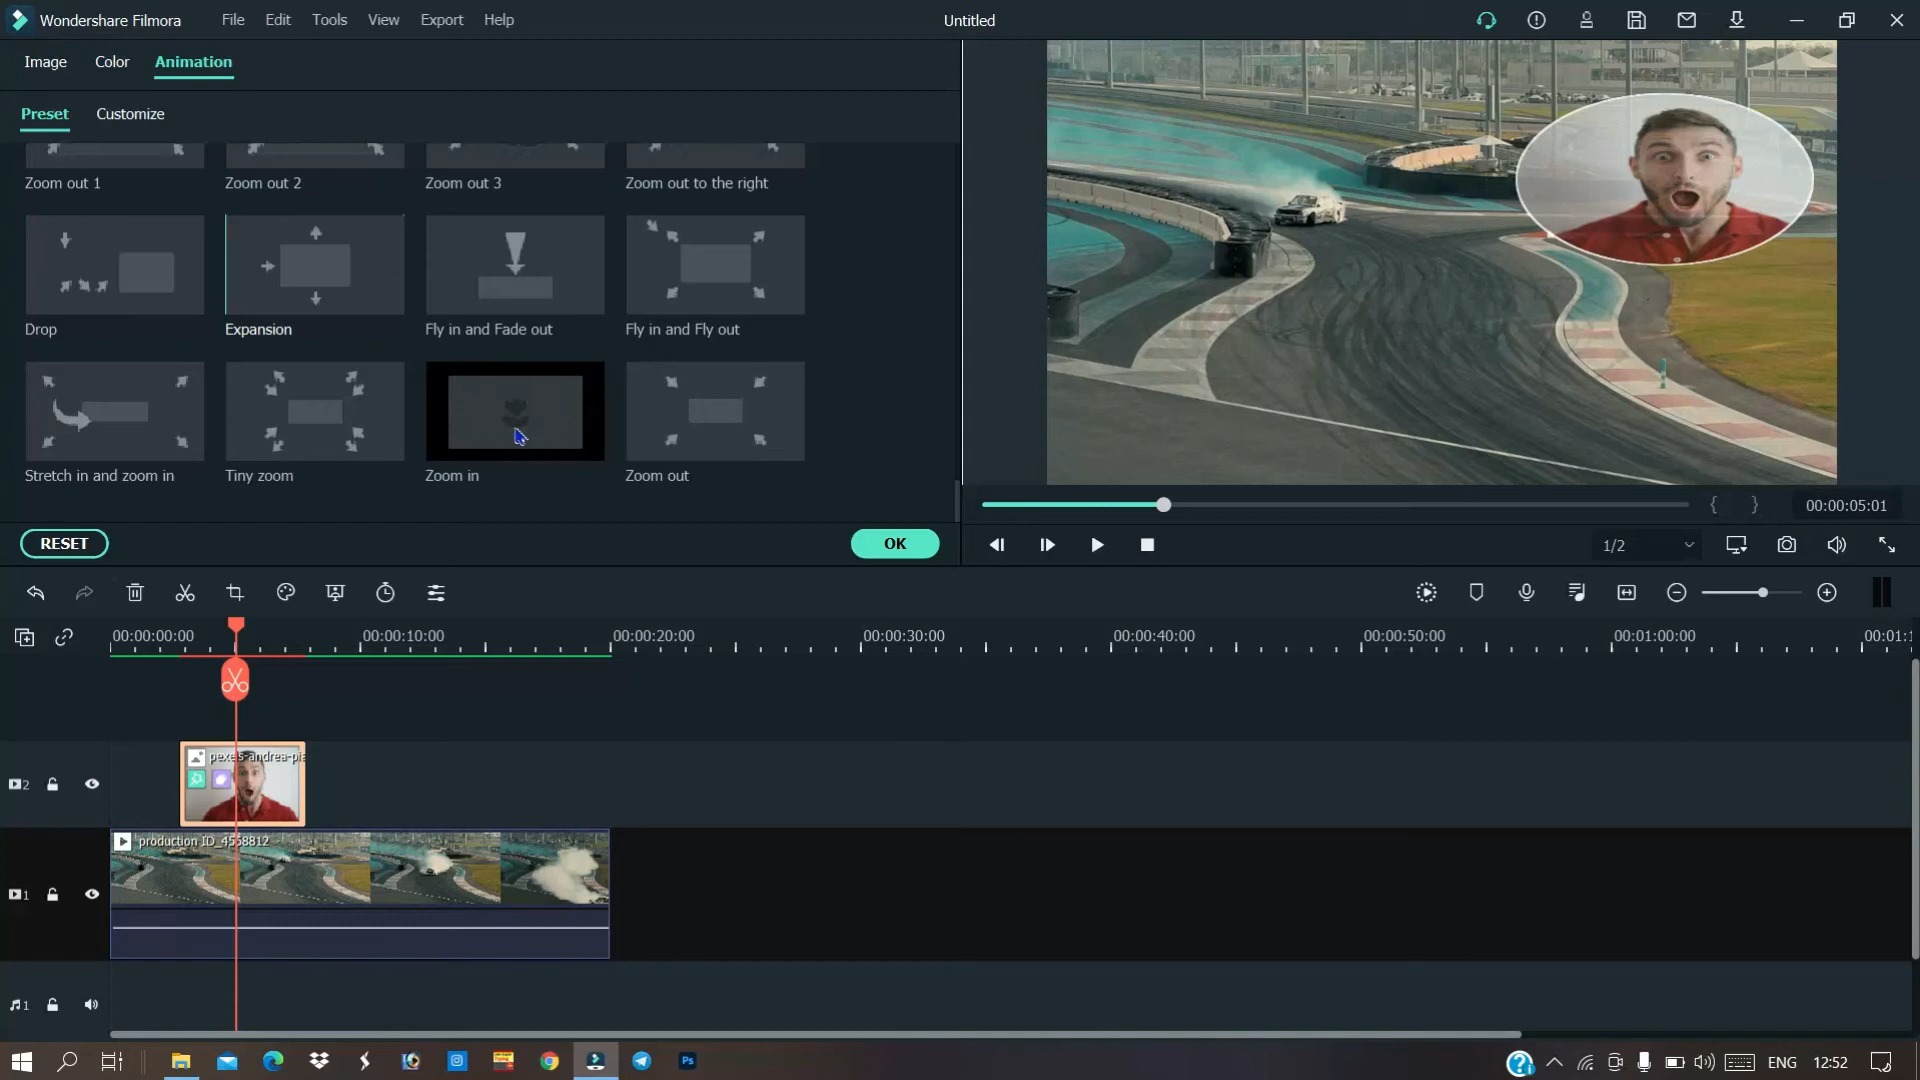 Wondershare Filmora
File
Edit
Tools
View
Export
Help
Untitled
Image
Color
Animation
Preset
Customize
Zoom out 1
Zoom out 2
Zoom out 3
Zoom out to the right
Drop
Expansion
Fly in and Fade out
Fly in and Fly out
Stretch in and zoom in
Tiny zoom
Zoom in
Zoom out
RESET
OK
{ }
00:00:05:01
1/2
00:00:00:00
00:00:10:00
00:00:20:00
00:00:30:00
00:00:40:00
00:00:50:00
00:01:00:00
00:01:1
2
pexels-andrea-pia
1
production ID_4568812
1
Ps
ENG
12:52